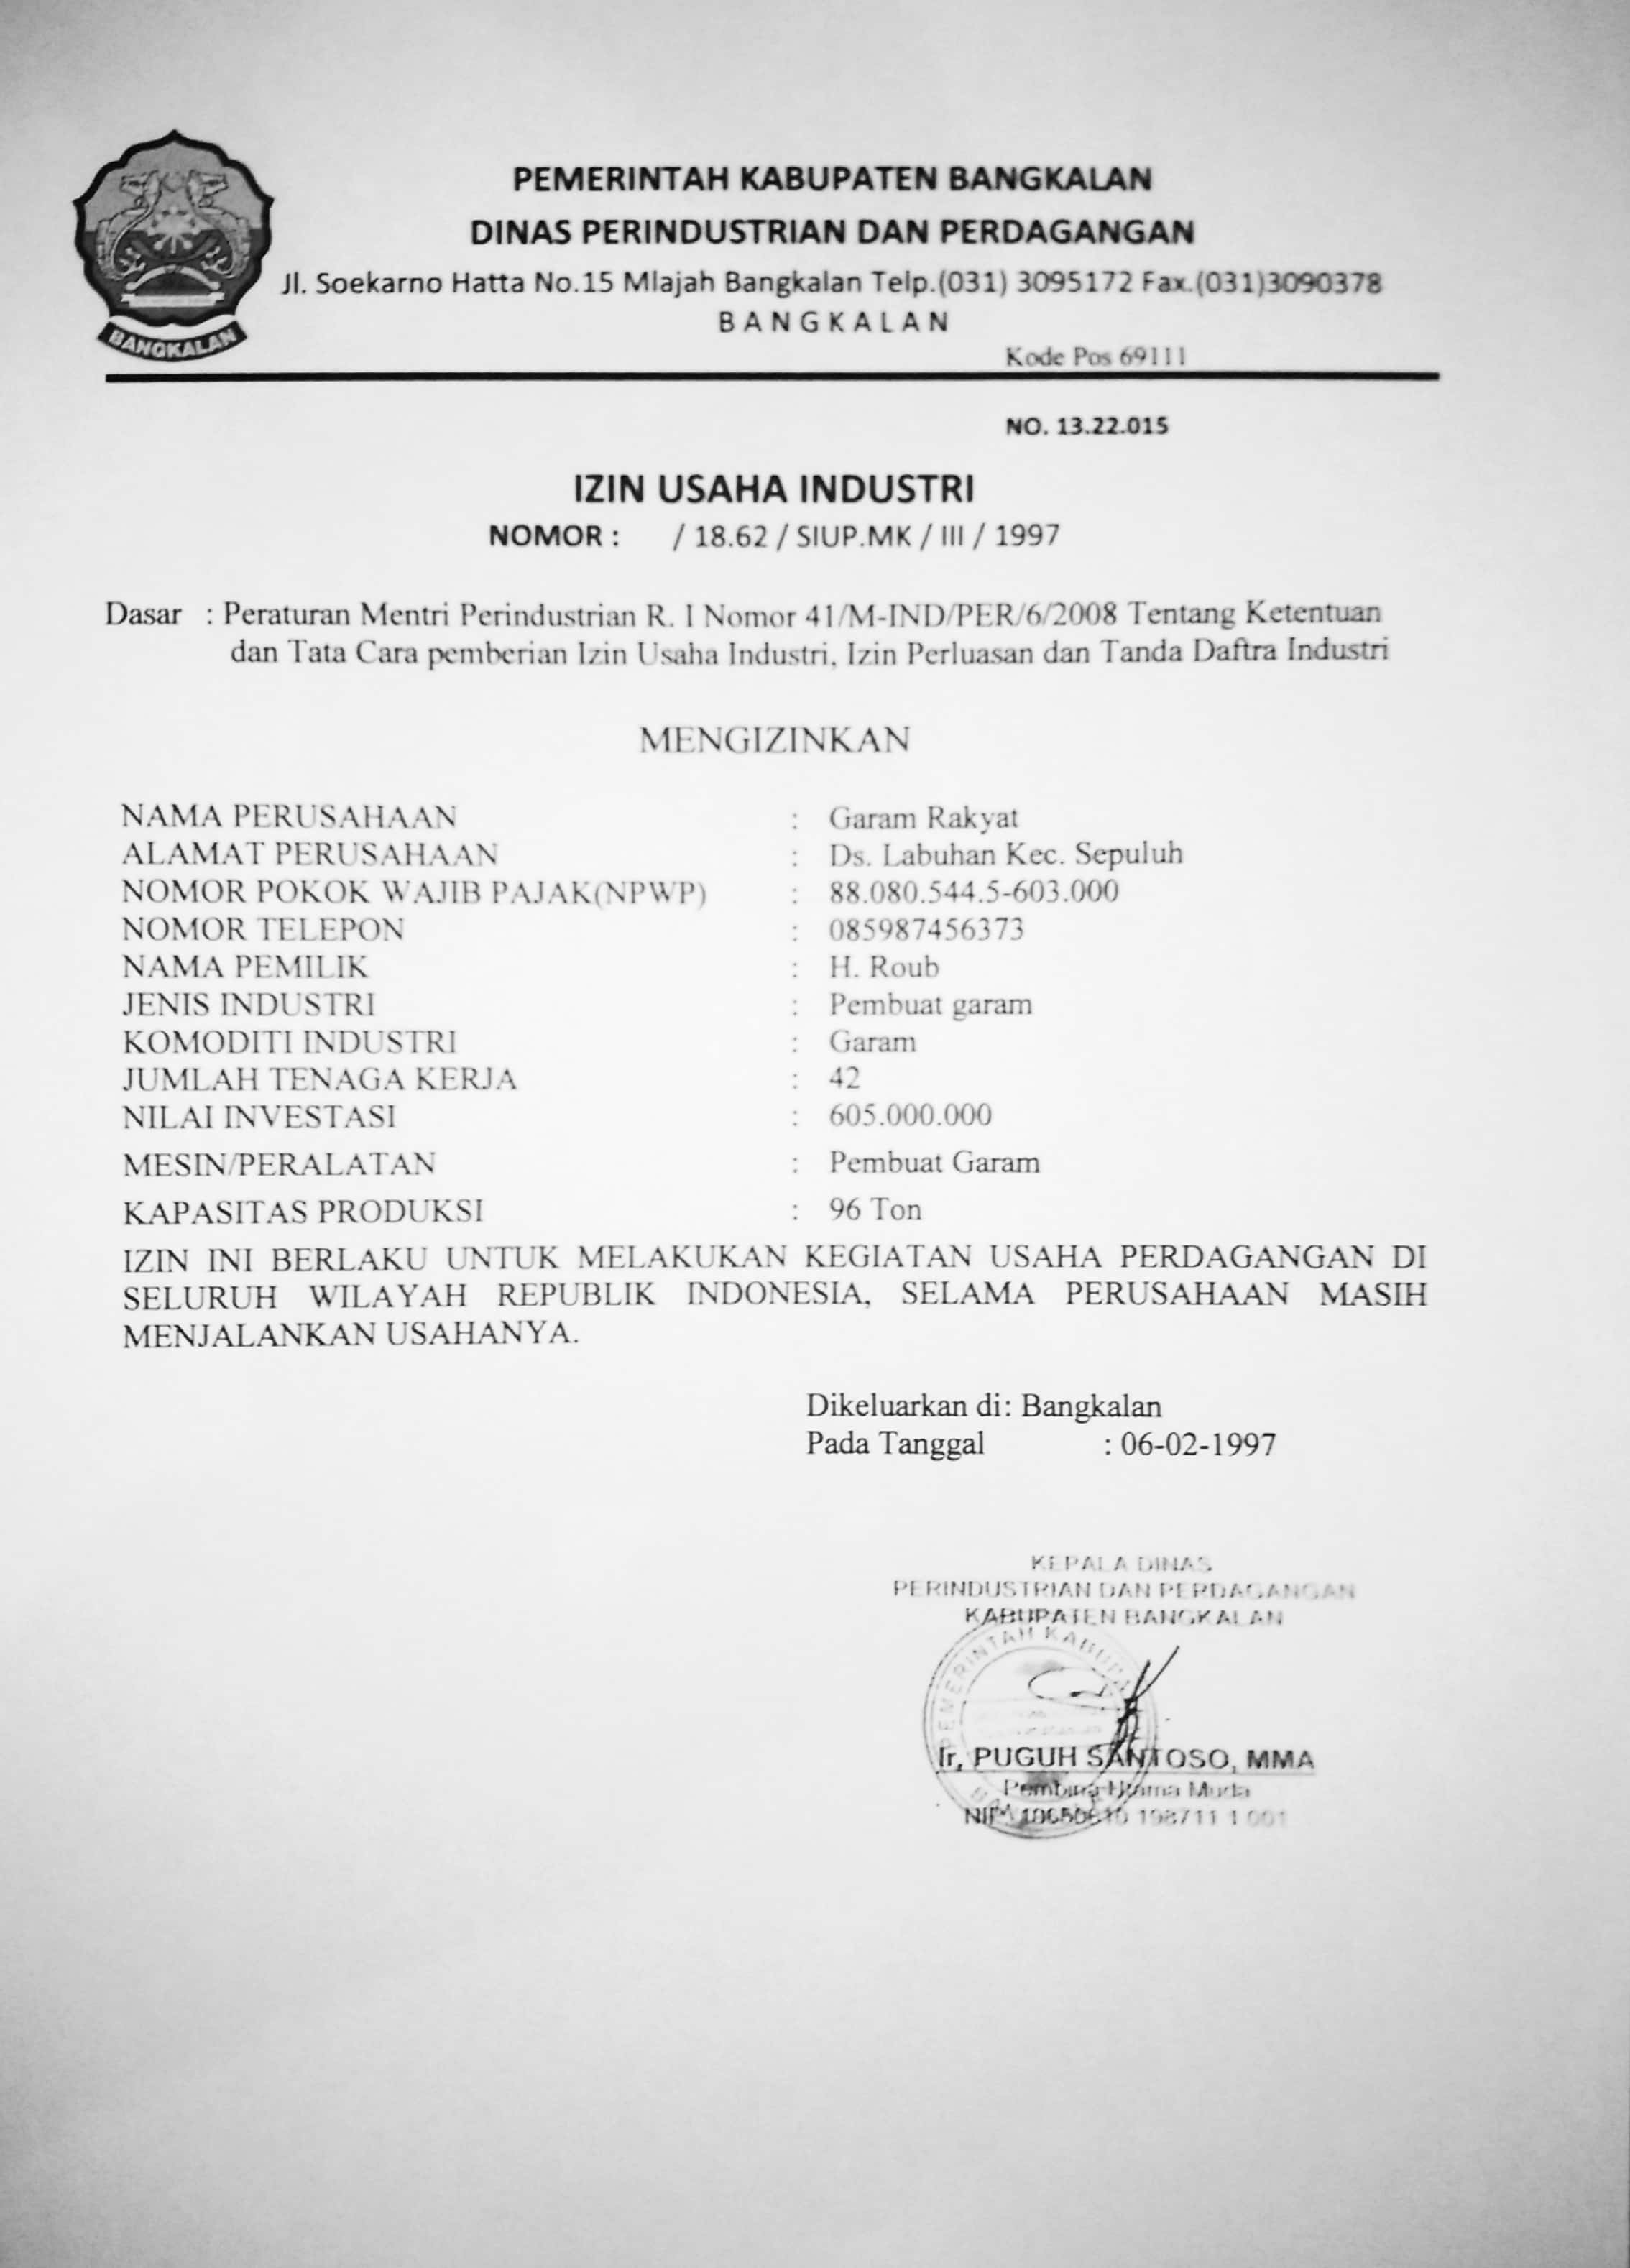 PEMERINTAH KABUPATEN BANGKALAN
DINAS PERINDUSTRIAN DAN PERDAGANGAN
Jl. Soekarno Hatta No.15 Mlajah Bangkalan Telp.(031) 3095172 Fax.(031)3090378
BANGKALAN
BANGKALAN
Kode Pos 69111
NO. 13.22.015
IZIN USAHA INDUSTRI
NOMOR : / 18.62 / SIUP.MK / III / 1997
Dasar : Peraturan Mentri Perindustrian R. I Nomor 41/M-IND/PER/6/2008 Tentang Ketentuan
dan Tata Cara pemberian Izin Usaha Industri, Izin Perluasan dan Tanda Daftra Industri
MENGIZINKAN
NAMA PERUSAHAAN : Garam Rakyat
ALAMAT PERUSAHAAN : Ds. Labuhan Kec. Sepuluh
NOMOR POKOK WAJIB PAJAK(NPWP) : 88.080.544.5-603.000
NOMOR TELEPON : 085987456373
NAMA PEMILIK : H. Roub
JENIS INDUSTRI : Pembuat garam
KOMODITI INDUSTRI : Garam
JUMLAH TENAGA KERJA : 42
NILAI INVESTASI : 605.000.000
MESIN/PERALATAN : Pembuat Garam
KAPASITAS PRODUKSI : 96 Ton
IZIN INI BERLAKU UNTUK MELAKUKAN KEGIATAN USAHA PERDAGANGAN DI
SELURUH WILAYAH REPUBLIK INDONESIA, SELAMA PERUSAHAAN MASIH
MENJALANKAN USAHANYA.
Dikeluarkan di: Bangkalan
Pada Tanggal : 06-02-1997
KEPALA DINAS
PERINDUSTRIAN DAN PERDAGANGAN
KABUPATEN BANGKALAN
PEMERINTAH KABUPA
Ir, PUGUH SANTOSO, MMA
Pembina Utama Muda
NIP 198711 1 001